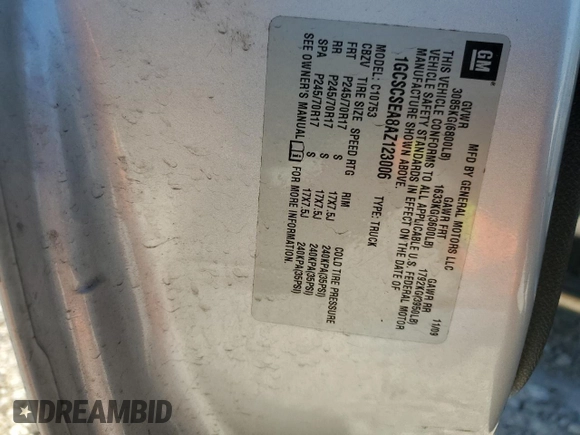 GM
MFD BY GENERAL MOTORS LLC 11/09
GVWR GAWR FRT GAWR RR
3085KG(6800LB) 1633KG(3600LB) 1792KG(3950LB)
THIS VEHICLE CONFORMS TO ALL APPLICABLE U.S. FEDERAL MOTOR
VEHICLE SAFETY STANDARDS IN EFFECT ON THE DATE OF
MANUFACTURE SHOWN ABOVE.
1GCSCSEA8AZ123006 TYPE: TRUCK
MODEL: C10753
CBZV TIRE SIZE SPEED RTG RIM COLD TIRE PRESSURE
FRT P245/70R17 S 17X7.5J 240KPA(35PSI)
RR P245/70R17 S 17X7.5J 240KPA(35PSI)
SPA P245/70R17 S 17X7.5J 240KPA(35PSI)
SEE OWNER'S MANUAL FOR MORE INFORMATION.
DREAMBID